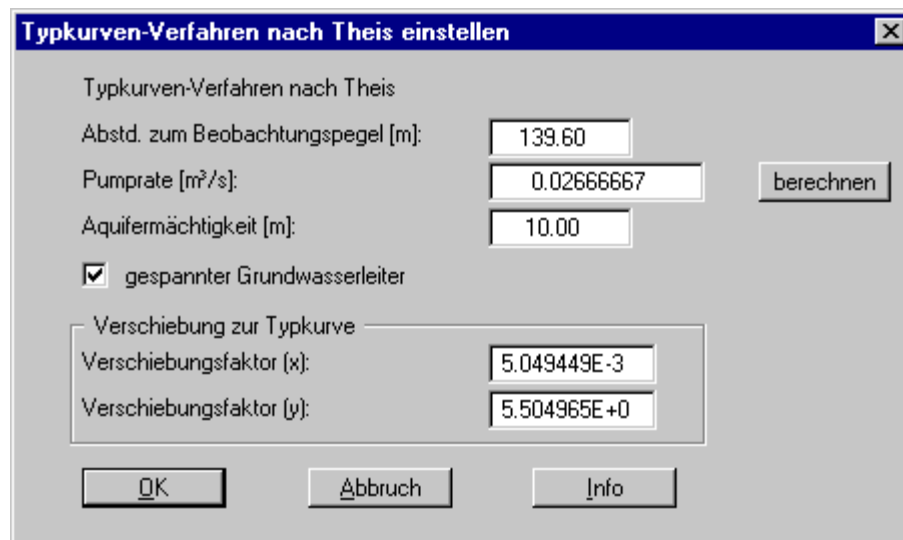 Typkurven-Verfahren nach Theis einstellen
Typkurven-Verfahren nach Theis
Abstd. zum Beobachtungspegel [m]: 139.60
Pumprate [m³/s]: 0.02666667 berechnen
Aquifermächtigkeit [m]: 10.00
gespannter Grundwasserleiter
Verschiebung zur Typkurve
Verschiebungsfaktor (x): 5.049449E-3
Verschiebungsfaktor (y): 5.504965E+0
OK Abbruch Info